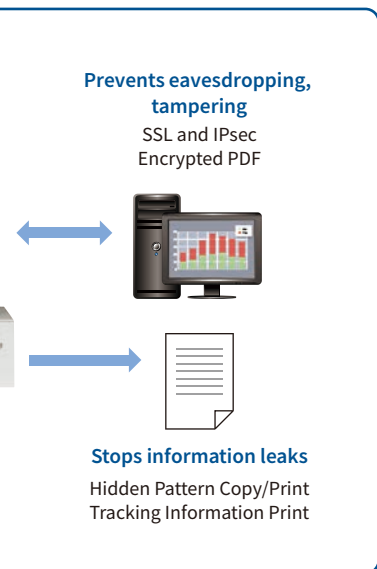 Prevents eavesdropping,
tampering
SSL and IPsec
Encrypted PDF
Stops information leaks
Hidden Pattern Copy/Print
Tracking Information Print